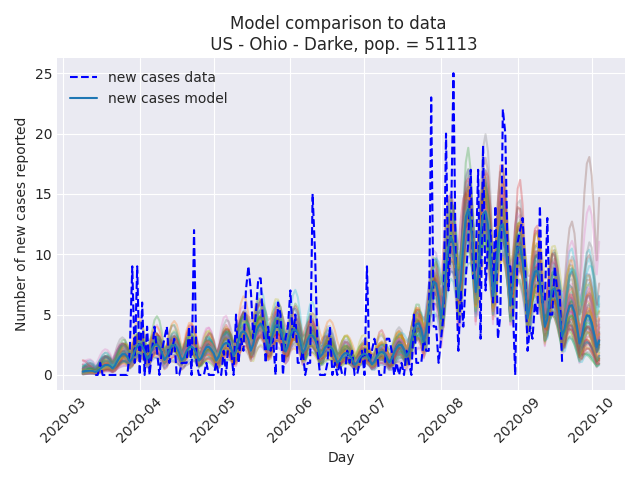 Model comparison to data
US - Ohio - Darke, pop. = 51113
new cases data
new cases model
Number of new cases reported
25
20
15
10
5
0
2020-03
2020-04
2020-05
2020-06
2020-07
2020-08
2020-09
2020-10
Day